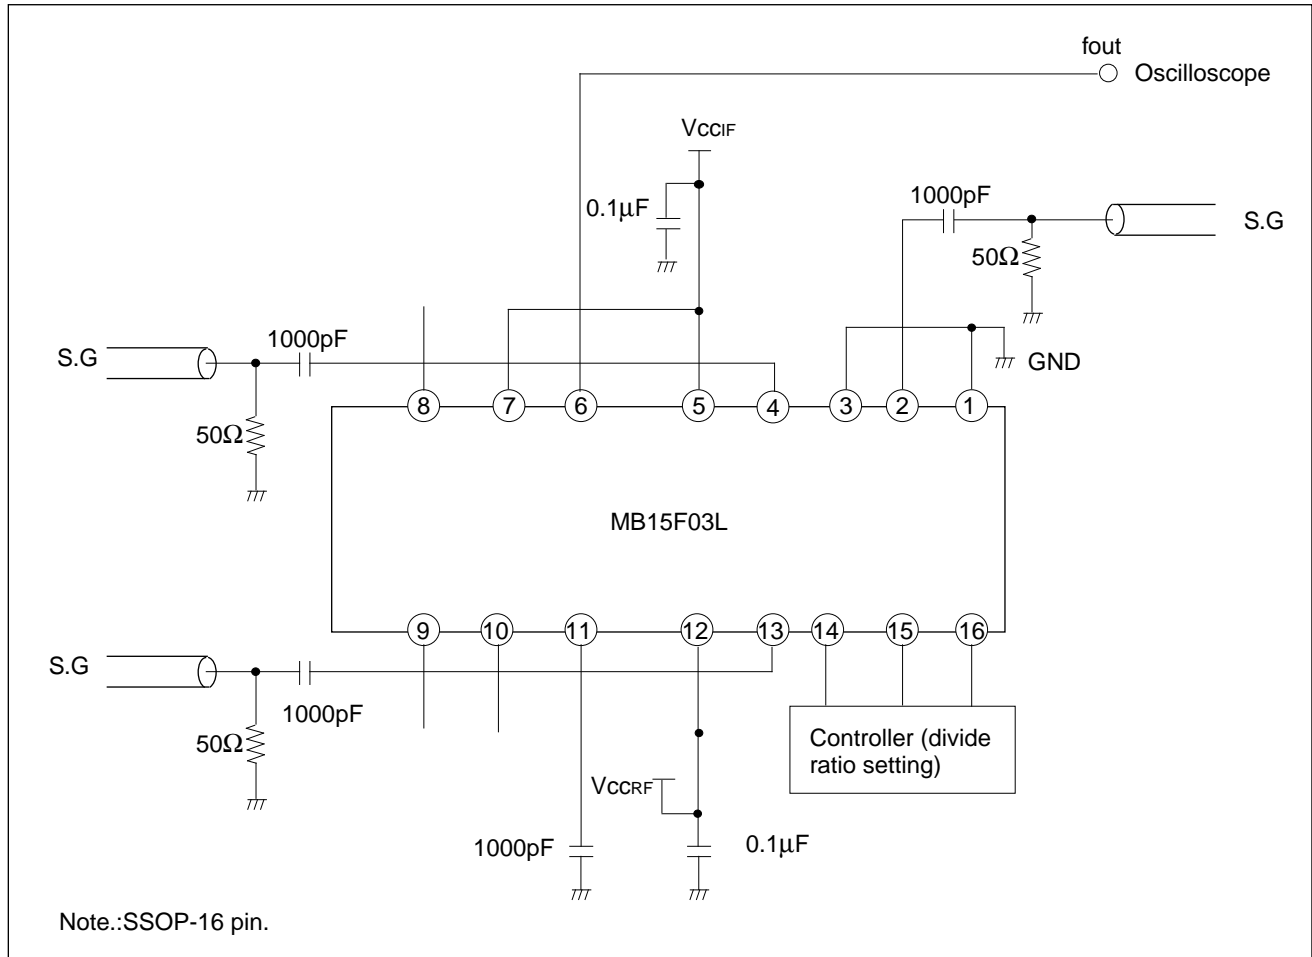 fout
Oscilloscope
VCCIF
0.1μF
1000pF
S.G
50Ω
1000pF
S.G
GND
50Ω
8 7 6 5 4 3 2 1
MB15F03L
9 10 11 12 13 14 15 16
S.G
1000pF
50Ω
Controller (divide
ratio setting)
VCCRF
1000pF
0.1μF
Note.:SSOP-16 pin.